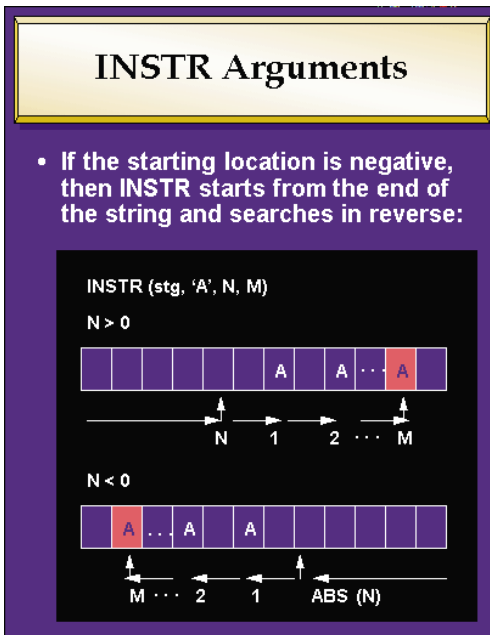 INSTR Arguments
• If the starting location is negative,
then INSTR starts from the end of
the string and searches in reverse:
INSTR (stg, ‘A’, N, M)
N > 0
A A ··· A
N 1 2 ··· M
N < 0
A ... A A
M ··· 2 1 ABS (N)